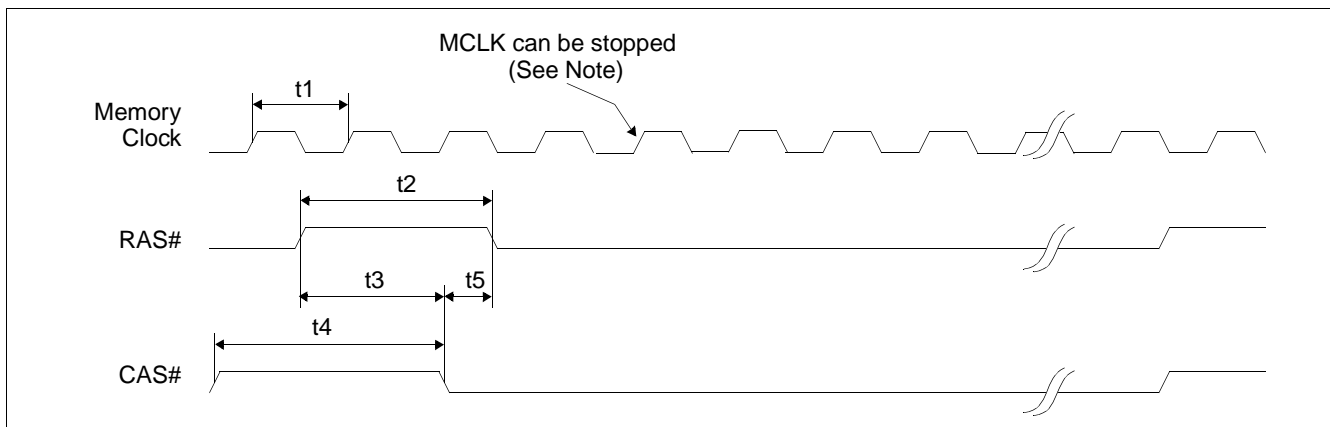 MCLK can be stopped
(See Note)
t1
Memory
Clock
t2
RAS#
t3
t5
t4
CAS#